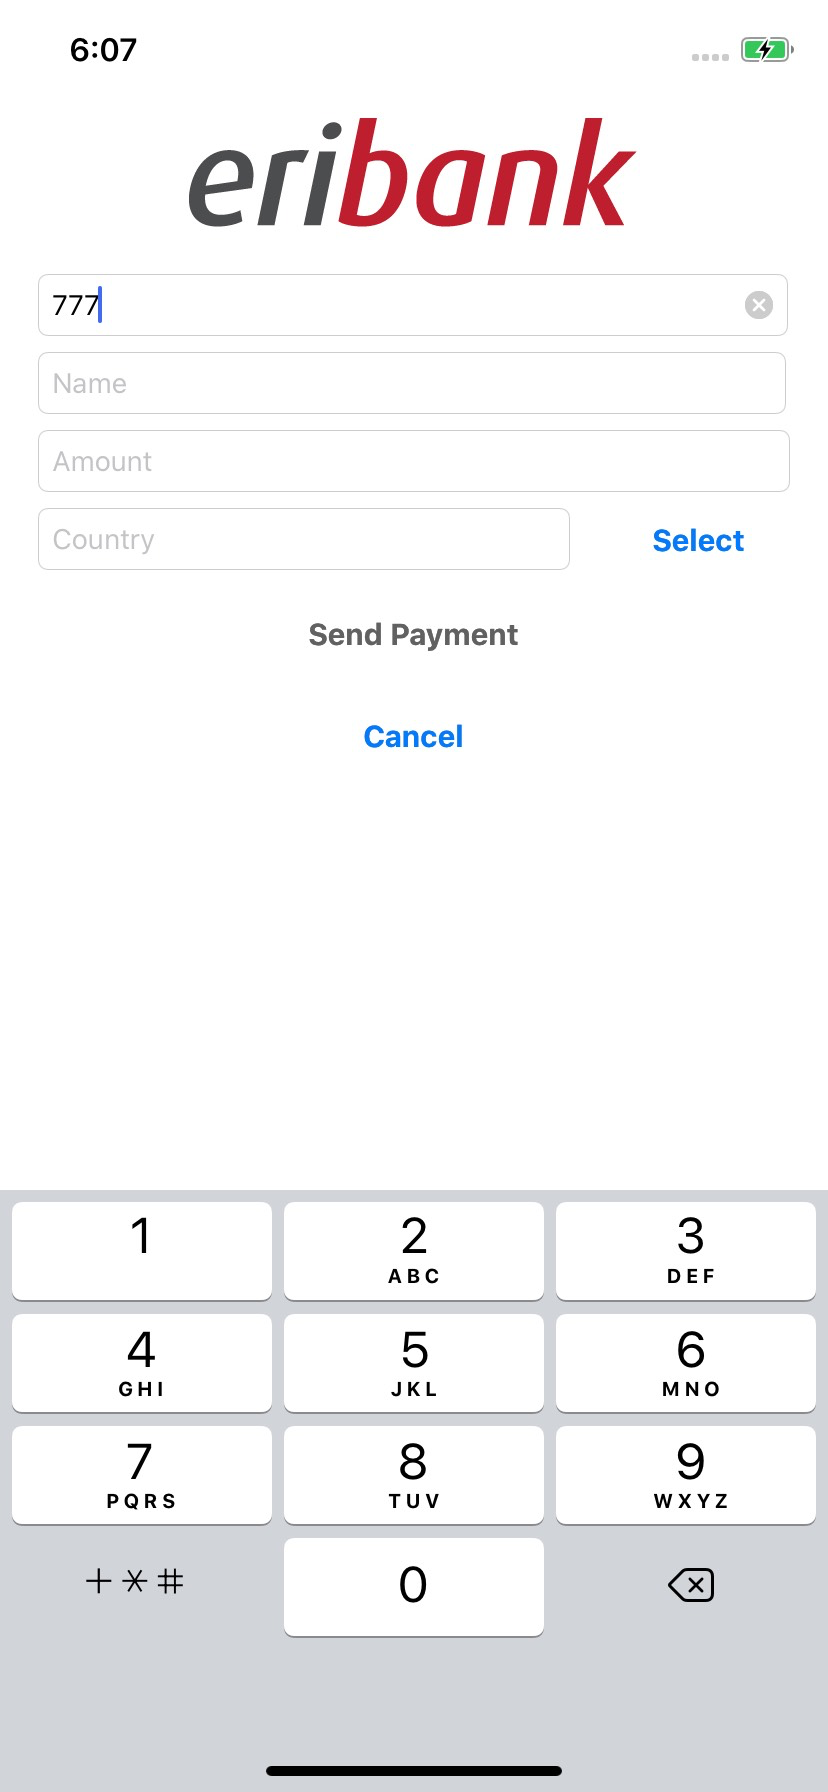 6:07
eribank
777
Name
Amount
Country
Select
Send Payment
Cancel
1
2
ABC
3
DEF
4
GHI
5
JKL
6
MNO
7
PQRS
8
TUV
9
WXYZ
+*#
0